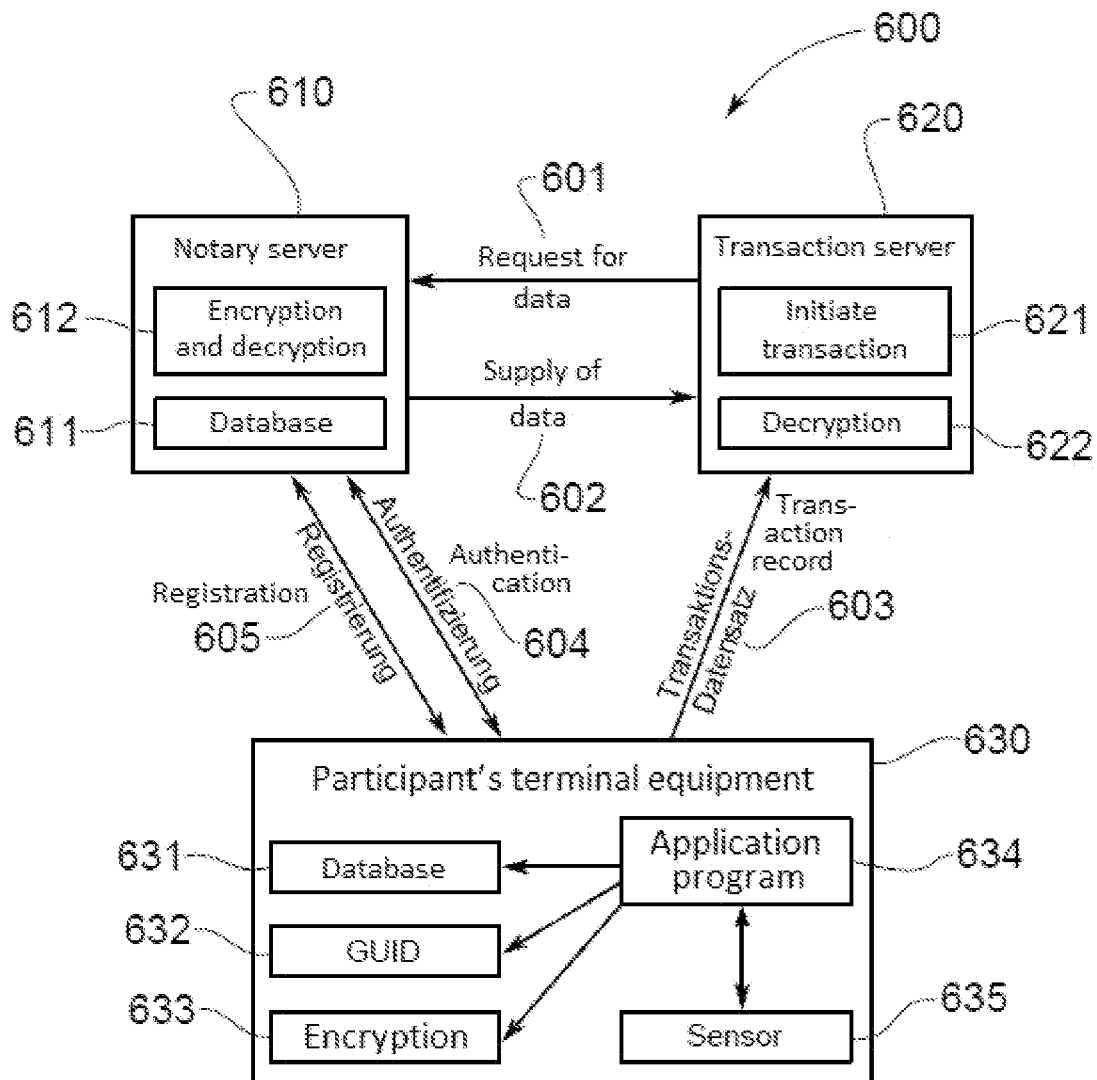 600
610
620
601
Notary server
Request for
data
Transaction server
612
Encryption
and decryption
Initiate
transaction
621
Supply of
data
611
Database
Decryption
622
602
Registrierung
Authentifizierung
Registration
605
Authenti-
cation
604
Transaktions-
Datensatz
Trans-
action
record
603
630
Participant's terminal equipment
631
Database
Application
program
634
632
GUID
633
Encryption
Sensor
635